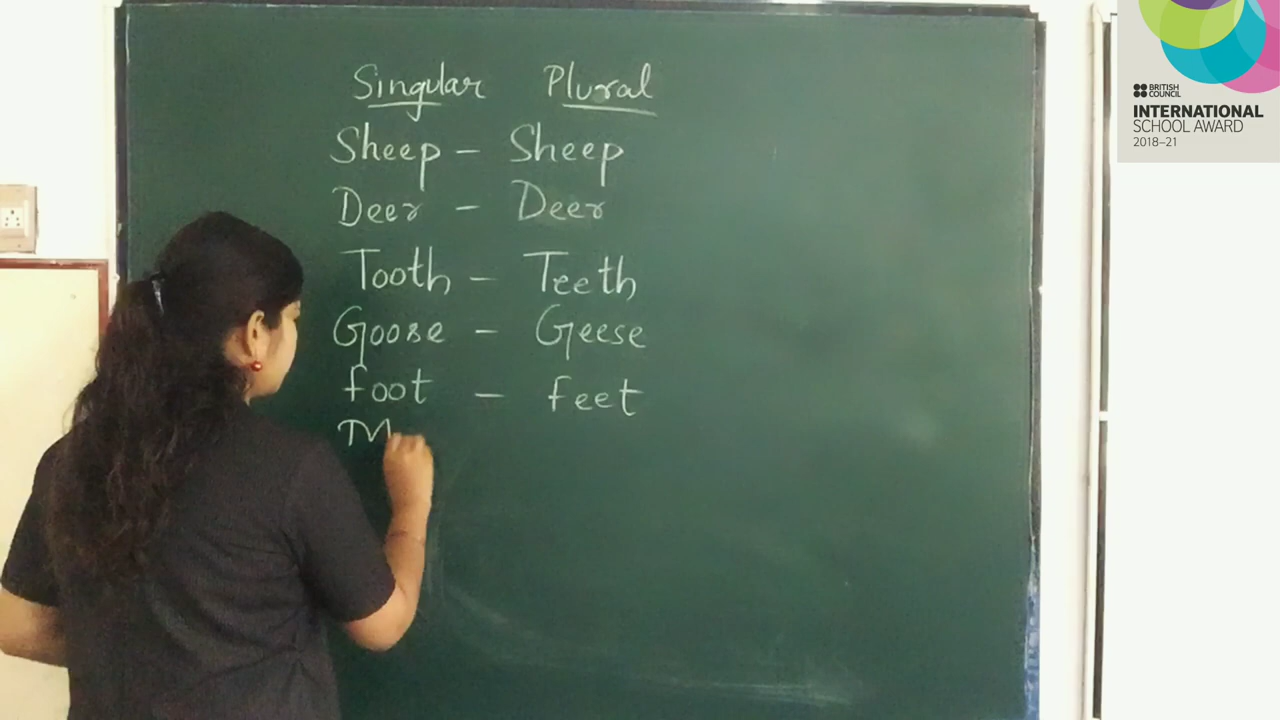 Singular Plural
Sheep - Sheep
Deer - Deer
Tooth - Teeth
Goose - Geese
foot - feet
M
BRITISH
COUNCIL
INTERNATIONAL
SCHOOL AWARD
2018-21